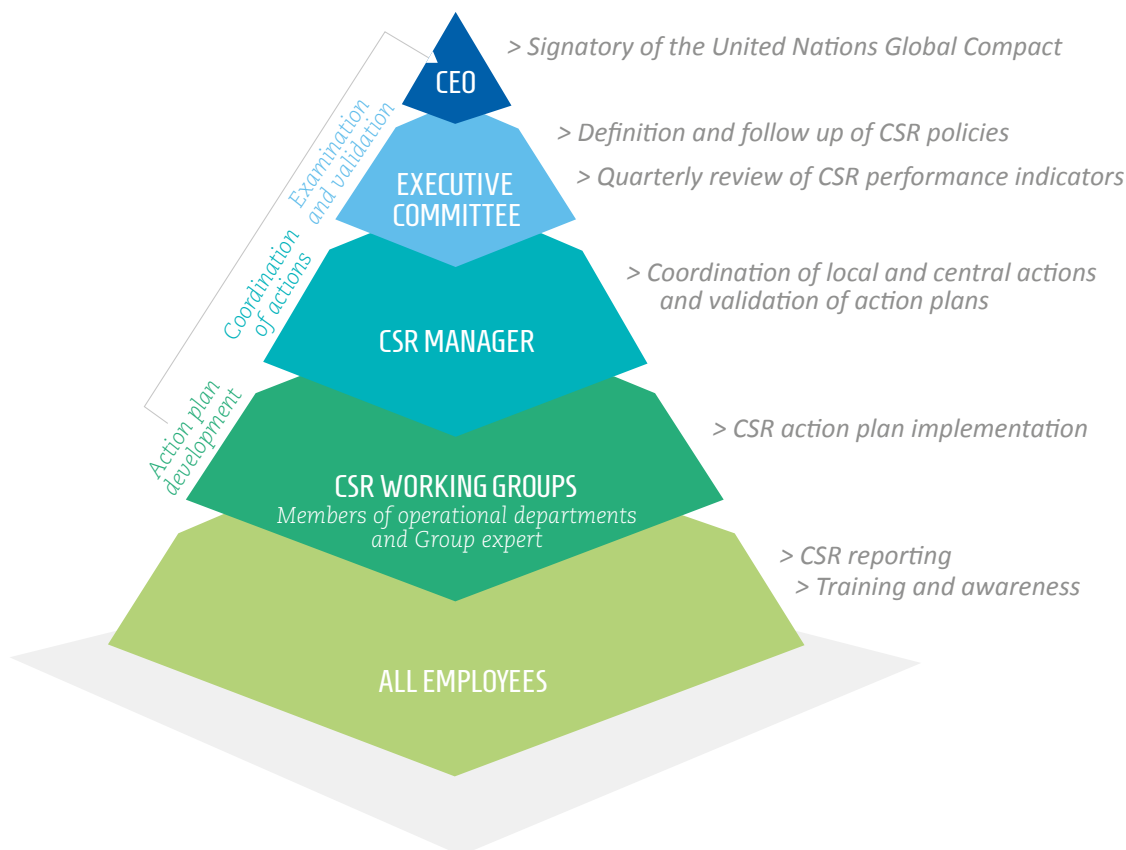 > Signatory of the United Nations Global Compact
CEO
Examination
and validation
> Definition and follow up of CSR policies
> Quarterly review of CSR performance indicators
EXECUTIVE
COMMITTEE
Coordination
of actions
> Coordination of local and central actions
and validation of action plans
CSR MANAGER
Action plan
development
> CSR action plan implementation
CSR WORKING GROUPS
Members of operational departments
and Group expert
> CSR reporting
> Training and awareness
ALL EMPLOYEES